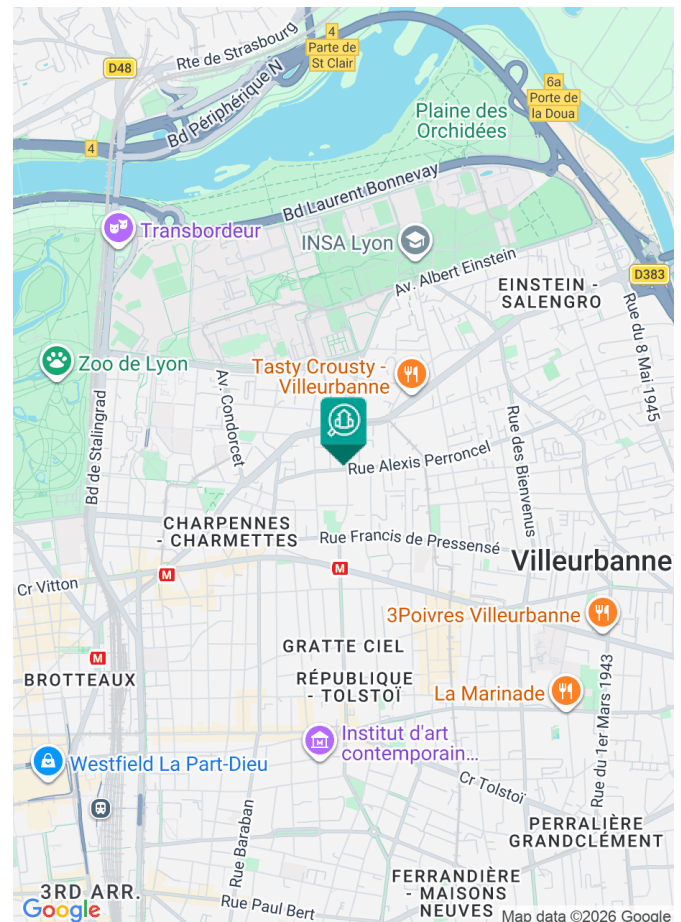 4
Parte de
St Clair
Rte de Strasbourg
D48
Bd Périphérique N
6a
Porte de
la Doua
Plaine des
Orchidées
4
Bd Laurent Bonnevay
Transbordeur
INSA Lyon
Av. Albert Einstein
D383
EINSTEIN -
SALENGRO
Rue du 8 Mai 1945
Zoo de Lyon
Tasty Crousty -
Villeurbanne
Av. Condorcet
Bd de Stalingrad
Rue des Bienvenus
Rue Alexis Perroncel
CHARPENNES
- CHARMETTES
Rue Francis de Pressensé
Villeurbanne
M
M
Cr Vitton
3Poivres Villeurbanne
GRATTE CIEL
M
BROTTEAUX
RÉPUBLIQUE
- TOLSTOÏ
La Marinade
Rue du 1er Mars 1943
Institut d'art
contemporain...
Westfield La Part-Dieu
Cr Tolstoï
Rue Baraban
PERRALIÈRE
GRANDCLÉMENT
3RD ARR.
FERRANDIÈRE
- MAISONS
NEUVES
Rue Paul Bert
Google
Map data ©2026 Google